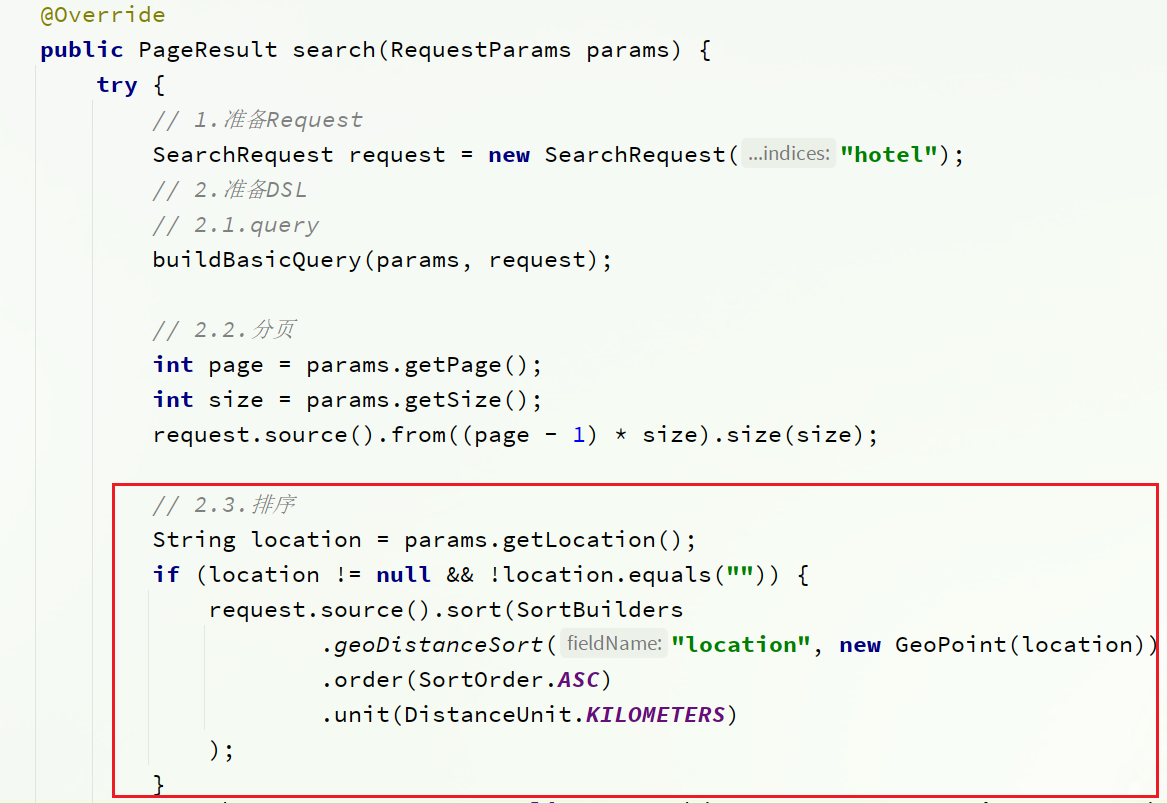 @Override
public PageResult search(RequestParams params) {
try {
// 1.准备Request
SearchRequest request = new SearchRequest( ...indices: "hotel");
// 2.准备DSL
// 2.1.query
buildBasicQuery(params, request);
// 2.2.分页
int page = params.getPage();
int size = params.getSize();
request.source().from((page - 1) * size).size(size);
// 2.3.排序
String location = params.getLocation();
if (location != null && !location.equals("")) {
request.source().sort(SortBuilders
.geoDistanceSort( fieldName: "location", new GeoPoint(location))
.order(SortOrder.ASC)
.unit(DistanceUnit.KILOMETERS)
);
}